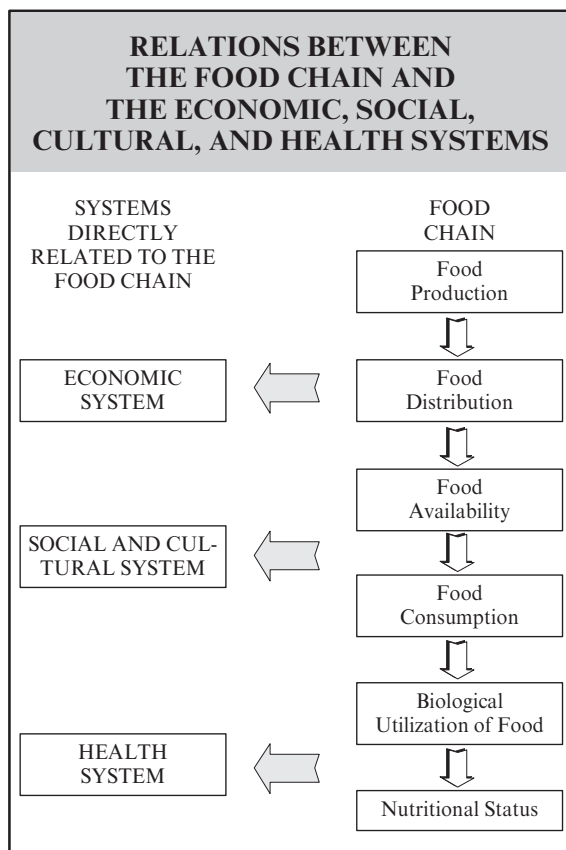 RELATIONS BETWEEN
THE FOOD CHAIN AND
THE ECONOMIC, SOCIAL,
CULTURAL, AND HEALTH SYSTEMS
SYSTEMS
DIRECTLY
RELATED TO THE
FOOD CHAIN
FOOD
CHAIN
Food
Production
ECONOMIC
SYSTEM
Food
Distribution
Food
Availability
SOCIAL AND CUL-
TURAL SYSTEM
Food
Consumption
Biological
Utilization of Food
HEALTH
SYSTEM
Nutritional Status